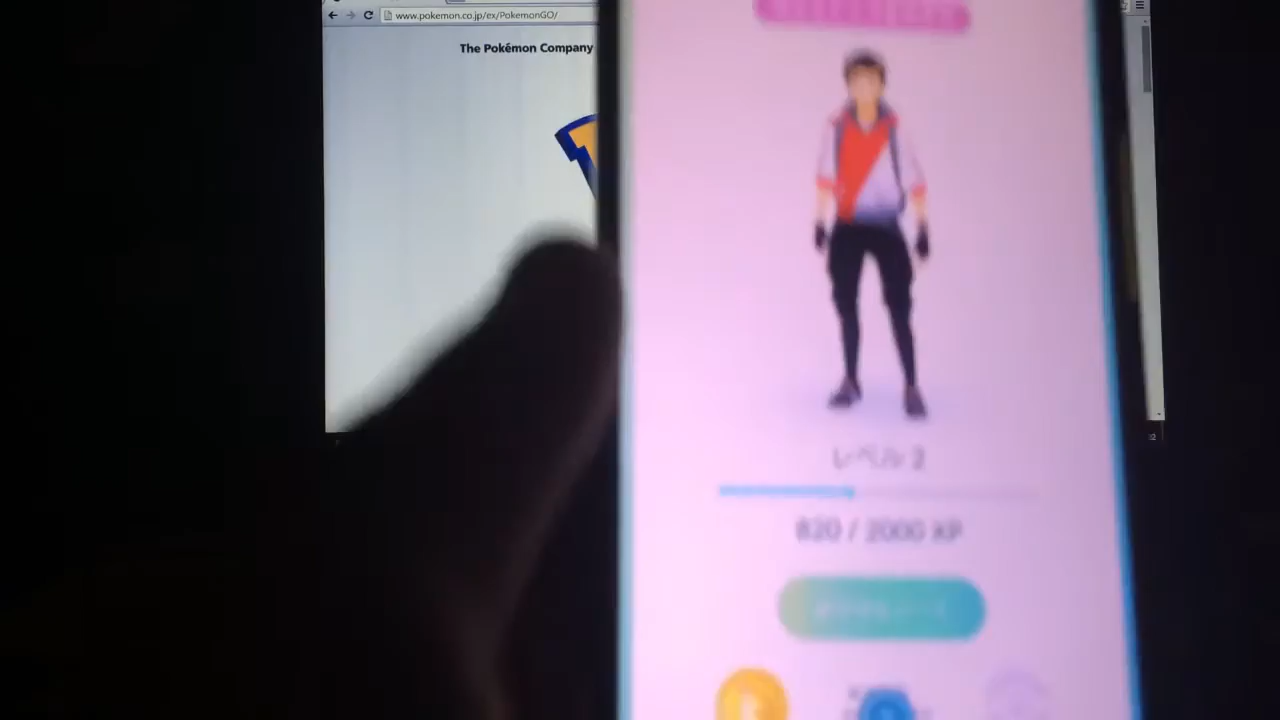 www.pokemon.co.jp/ex/PokemonGO/
The Pokémon Company
レベル 2
820 / 2000 XP